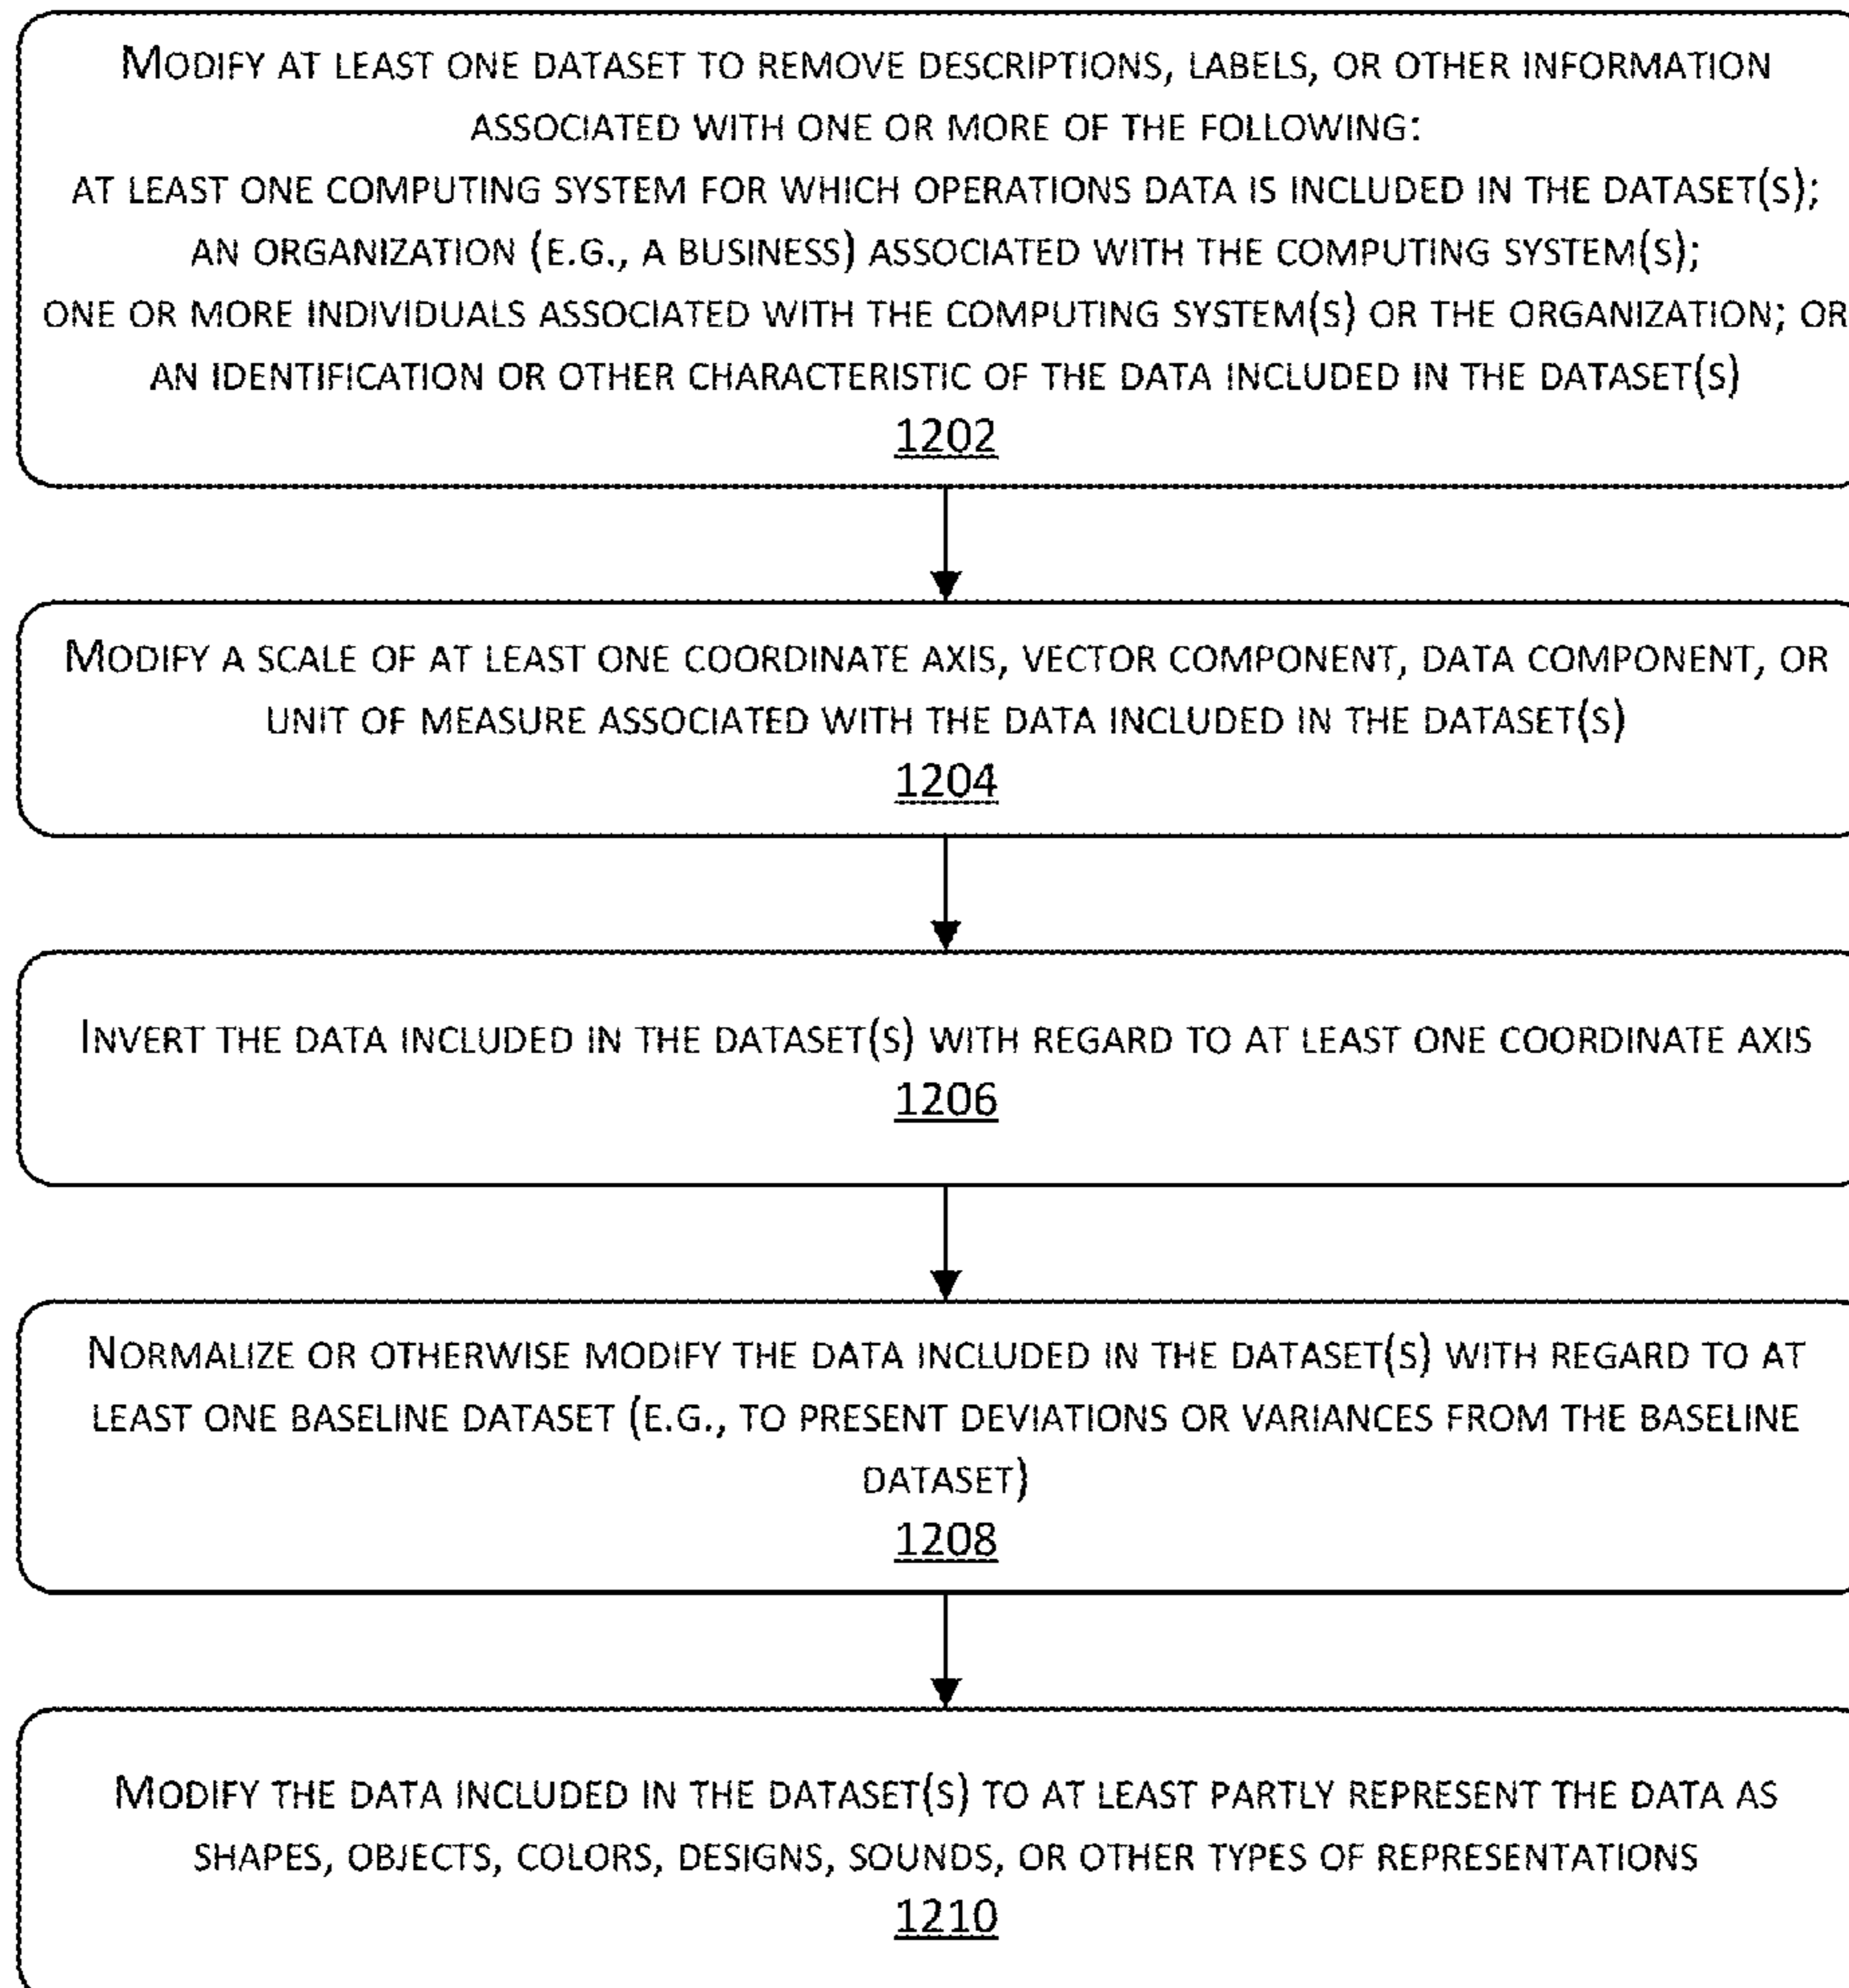 MODIFY AT LEAST ONE DATASET TO REMOVE DESCRIPTIONS, LABELS, OR OTHER INFORMATION
ASSOCIATED WITH ONE OR MORE OF THE FOLLOWING:
AT LEAST ONE COMPUTING SYSTEM FOR WHICH OPERATIONS DATA IS INCLUDED IN THE DATASET(S);
AN ORGANIZATION (E.G., A BUSINESS) ASSOCIATED WITH THE COMPUTING SYSTEM(S);
ONE OR MORE INDIVIDUALS ASSOCIATED WITH THE COMPUTING SYSTEM(S) OR THE ORGANIZATION; OR
AN IDENTIFICATION OR OTHER CHARACTERISTIC OF THE DATA INCLUDED IN THE DATASET(S)
1202
MODIFY A SCALE OF AT LEAST ONE COORDINATE AXIS, VECTOR COMPONENT, DATA COMPONENT, OR
UNIT OF MEASURE ASSOCIATED WITH THE DATA INCLUDED IN THE DATASET(S)
1204
INVERT THE DATA INCLUDED IN THE DATASET(S) WITH REGARD TO AT LEAST ONE COORDINATE AXIS
1206
NORMALIZE OR OTHERWISE MODIFY THE DATA INCLUDED IN THE DATASET(S) WITH REGARD TO AT
LEAST ONE BASELINE DATASET (E.G., TO PRESENT DEVIATIONS OR VARIANCES FROM THE BASELINE
DATASET)
1208
MODIFY THE DATA INCLUDED IN THE DATASET(S) TO AT LEAST PARTLY REPRESENT THE DATA AS
SHAPES, OBJECTS, COLORS, DESIGNS, SOUNDS, OR OTHER TYPES OF REPRESENTATIONS
1210